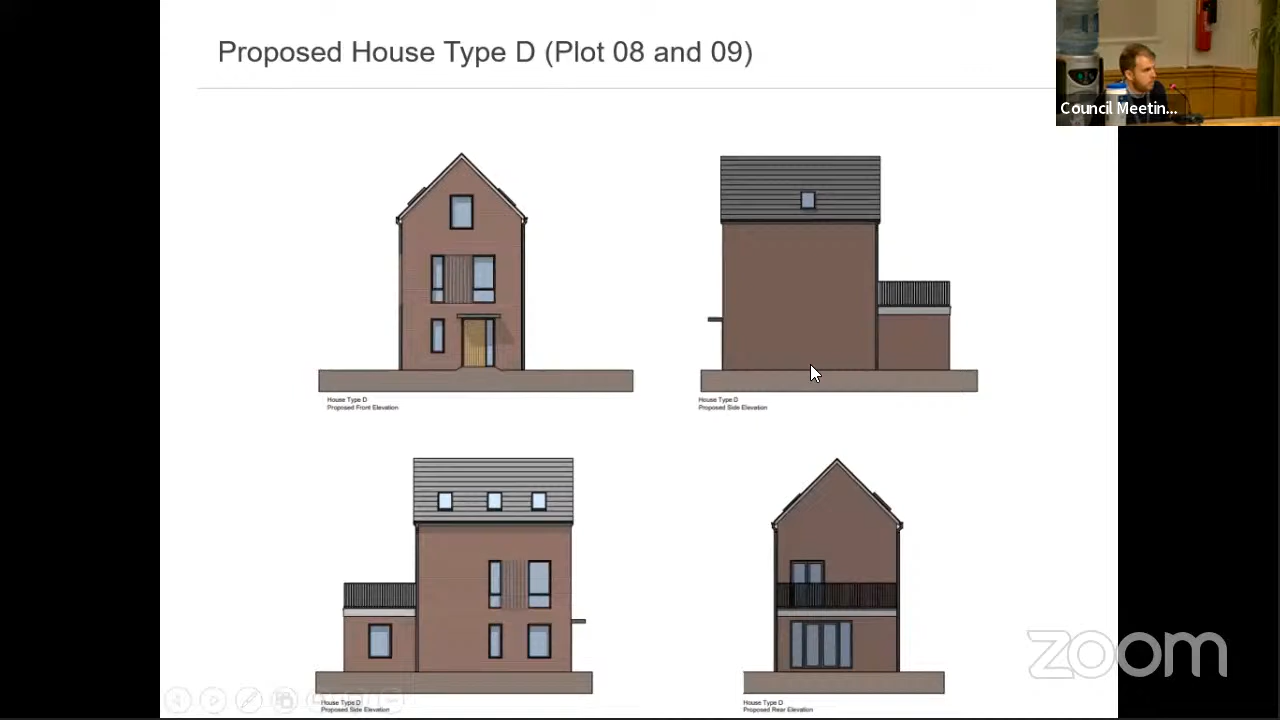 Proposed House Type D (Plot 08 and 09)
Council Meetin...
House Type D
Proposed Front Elevation
House Type D
Proposed Side Elevation
House Type D
Proposed Side Elevation
House Type D
Proposed Rear Elevation
zoom